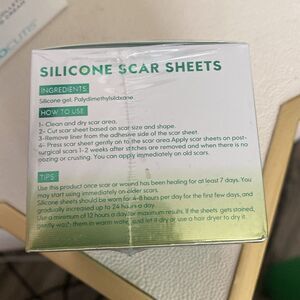 OCUTIS
SILICONE SCAR SHEETS
INGREDIENTS
Silicone gel, Palydimethylsiloxane
HOW TO USE
1- Clean and dry scar area.
2- Cut scar sheet based on scar size and shape.
3-Remove liner from the adhesive side of the scar sheet.
4- Press scar sheet gently on to the scar area.Apply scar sheets on post-
surgical scars 1-2 weeks after stitches are removed and when there is no
oozing or crusting. You can apply immediately on old scars.
TIPS
Use this product once scar or wound has been healing for at least 7 days. You
may start using immediately on older scars.
Silicone sheets should be worn for 4-8 hours per day for the first few days, and
gradually increased up to 24 hours a day.
Use a minimum of 12 hours a day for maximum results. If the sheets gets stained,
gently wash them in warm water and let it dry or use a hair dryer to dry it.